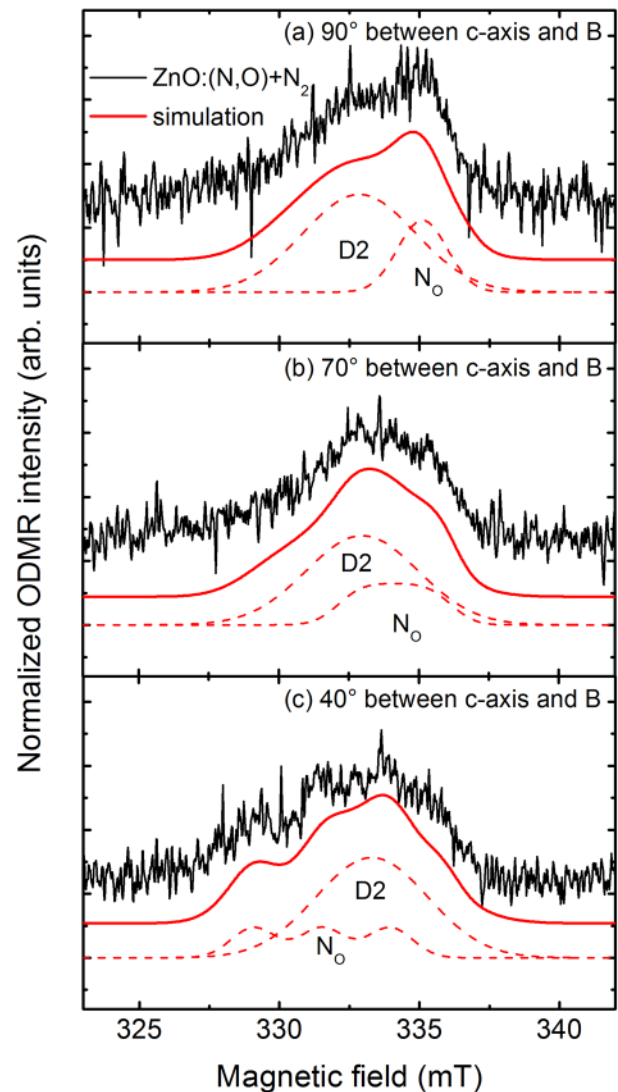 (a) 90° between c-axis and B
ZnO:(N,O)+N₂
simulation
D2
Nₒ
(b) 70° between c-axis and B
D2
Nₒ
(c) 40° between c-axis and B
D2
Nₒ
325 330 335 340
Magnetic field (mT)
Normalized ODMR intensity (arb. units)